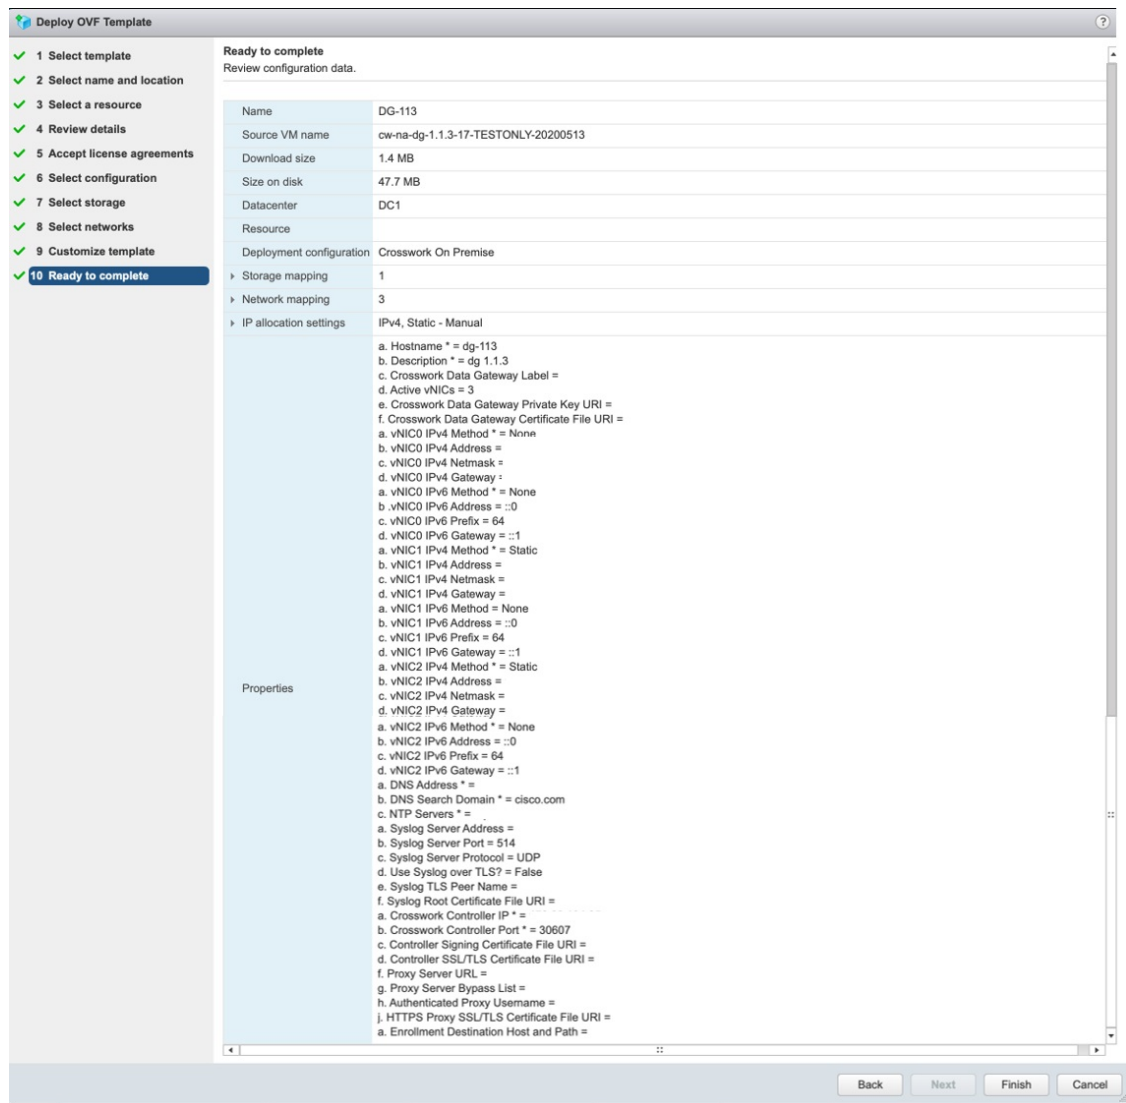 Deploy OVF Template
?
1 Select template
2 Select name and location
3 Select a resource
4 Review details
5 Accept license agreements
6 Select configuration
7 Select storage
8 Select networks
9 Customize template
10 Ready to complete
Ready to complete
Review configuration data.
Name DG-113
Source VM name cw-na-dg-1.1.3-17-TESTONLY-20200513
Download size 1.4 MB
Size on disk 47.7 MB
Datacenter DC1
Resource
Deployment configuration Crosswork On Premise
Storage mapping 1
Network mapping 3
IP allocation settings IPv4, Static - Manual
Properties
a. Hostname * = dg-113
b. Description * = dg 1.1.3
c. Crosswork Data Gateway Label =
d. Active vNICs = 3
e. Crosswork Data Gateway Private Key URI =
f. Crosswork Data Gateway Certificate File URI =
a. vNIC0 IPv4 Method * = None
b. vNIC0 IPv4 Address =
c. vNIC0 IPv4 Netmask =
d. vNIC0 IPv4 Gateway =
a. vNIC0 IPv6 Method * = None
b .vNIC0 IPv6 Address = ::0
c. vNIC0 IPv6 Prefix = 64
d. vNIC0 IPv6 Gateway = ::1
a. vNIC1 IPv4 Method * = Static
b. vNIC1 IPv4 Address =
c. vNIC1 IPv4 Netmask =
d. vNIC1 IPv4 Gateway =
a. vNIC1 IPv6 Method = None
b. vNIC1 IPv6 Address = ::0
c. vNIC1 IPv6 Prefix = 64
d. vNIC1 IPv6 Gateway = ::1
a. vNIC2 IPv4 Method * = Static
b. vNIC2 IPv4 Address =
c. vNIC2 IPv4 Netmask =
d. vNIC2 IPv4 Gateway =
a. vNIC2 IPv6 Method * = None
b. vNIC2 IPv6 Address = ::0
c. vNIC2 IPv6 Prefix = 64
d. vNIC2 IPv6 Gateway = ::1
a. DNS Address * =
b. DNS Search Domain * = cisco.com
c. NTP Servers * =
a. Syslog Server Address =
b. Syslog Server Port = 514
c. Syslog Server Protocol = UDP
d. Use Syslog over TLS? = False
e. Syslog TLS Peer Name =
f. Syslog Root Certificate File URI =
a. Crosswork Controller IP * =
b. Crosswork Controller Port * = 30607
c. Controller Signing Certificate File URI =
d. Controller SSL/TLS Certificate File URI =
f. Proxy Server URL =
g. Proxy Server Bypass List =
h. Authenticated Proxy Username =
j. HTTPS Proxy SSL/TLS Certificate File URI =
a. Enrollment Destination Host and Path =
Back Next Finish Cancel